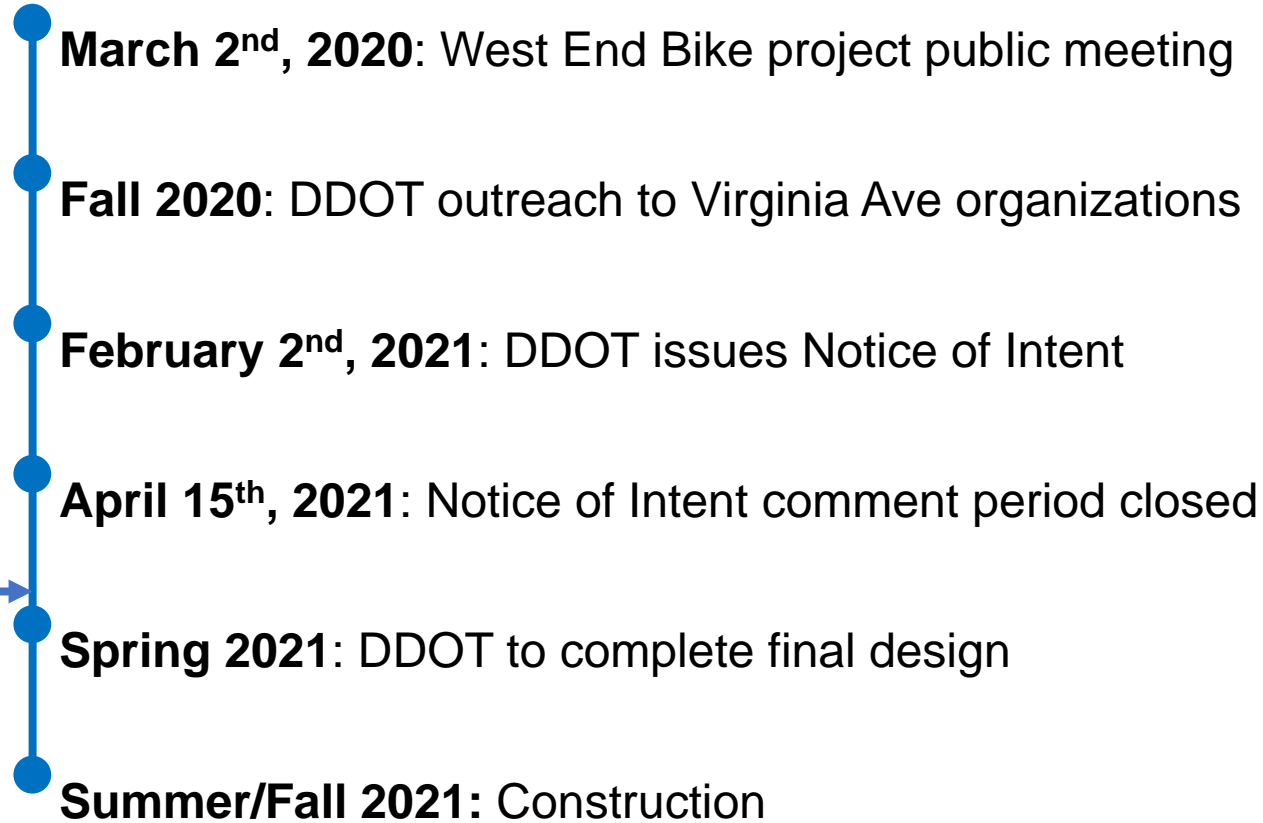 March 2nd, 2020: West End Bike project public meeting
Fall 2020: DDOT outreach to Virginia Ave organizations
February 2nd, 2021: DDOT issues Notice of Intent
April 15th, 2021: Notice of Intent comment period closed
Spring 2021: DDOT to complete final design
Summer/Fall 2021: Construction